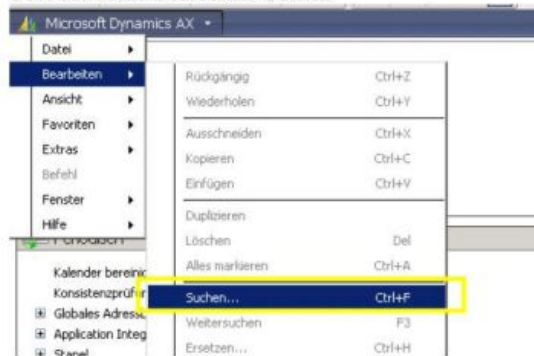 Microsoft Dynamics AX
Datei
Bearbeiten
Ansicht
Favoriten
Extras
Befehl
Fenster
Hilfe
Rückgängig Ctrl+Z
Wiederholen Ctrl+Y
Ausschneiden Ctrl+X
Kopieren Ctrl+C
Einfügen Ctrl+V
Duplizieren
Löschen Del
Alles markieren Ctrl+A
Suchen... Ctrl+F
Weitersuchen F3
Ersetzen... Ctrl+H
Periodisch
Kalender bereinig
Konsistenzprüfun
Globales Adress
Application Integ
Stapel